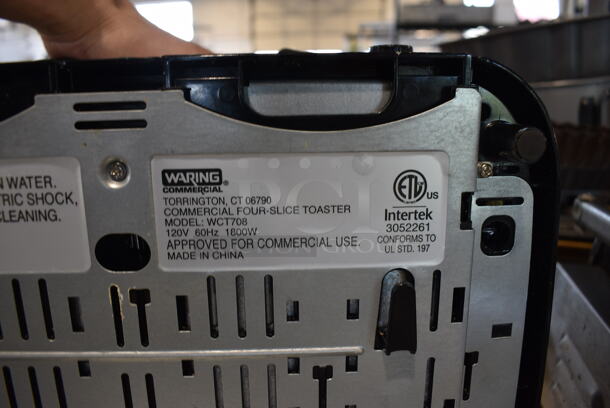 N WATER.
TRIC SHOCK,
CLEANING.
WARING
COMMERCIAL
TORRINGTON, CT 06790
COMMERCIAL FOUR-SLICE TOASTER
MODEL: WCT708
120V 60Hz 1800W
APPROVED FOR COMMERCIAL USE.
MADE IN CHINA
ETL US
Intertek
3052261
CONFORMS TO
UL STD. 197